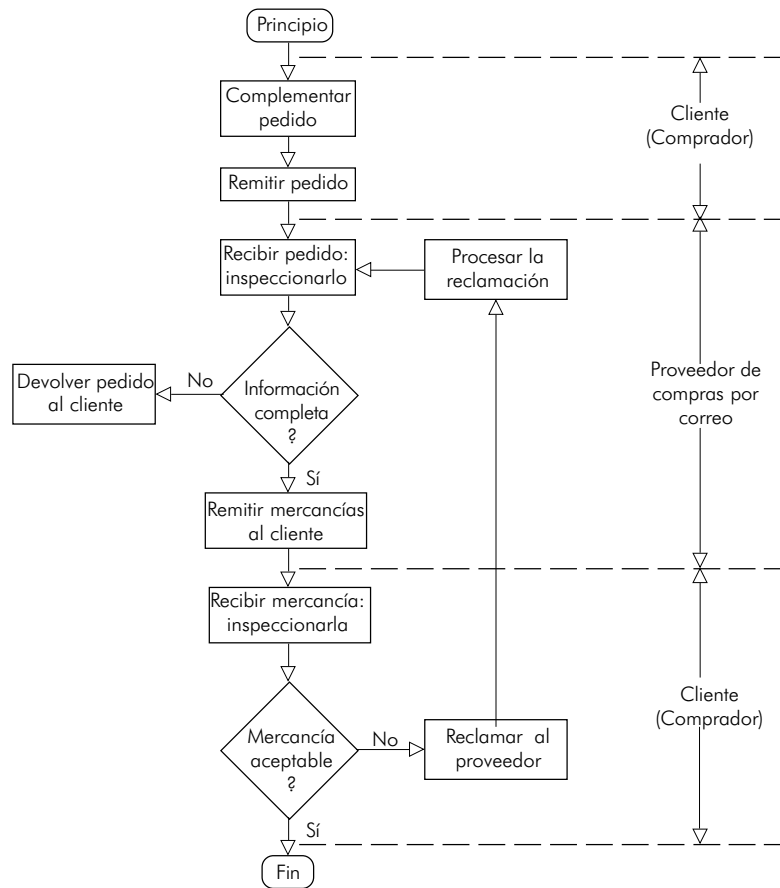 Principio
Complementar
pedido
Cliente
(Comprador)
Remitir pedido
Recibir pedido:
inspeccionarlo
Procesar la
reclamación
Devolver pedido
al cliente
No
Información
completa
?
Proveedor de
compras por
correo
Sí
Remitir mercancías
al cliente
Recibir mercancía:
inspeccionarla
Mercancía
aceptable
?
No
Reclamar al
proveedor
Cliente
(Comprador)
Sí
Fin